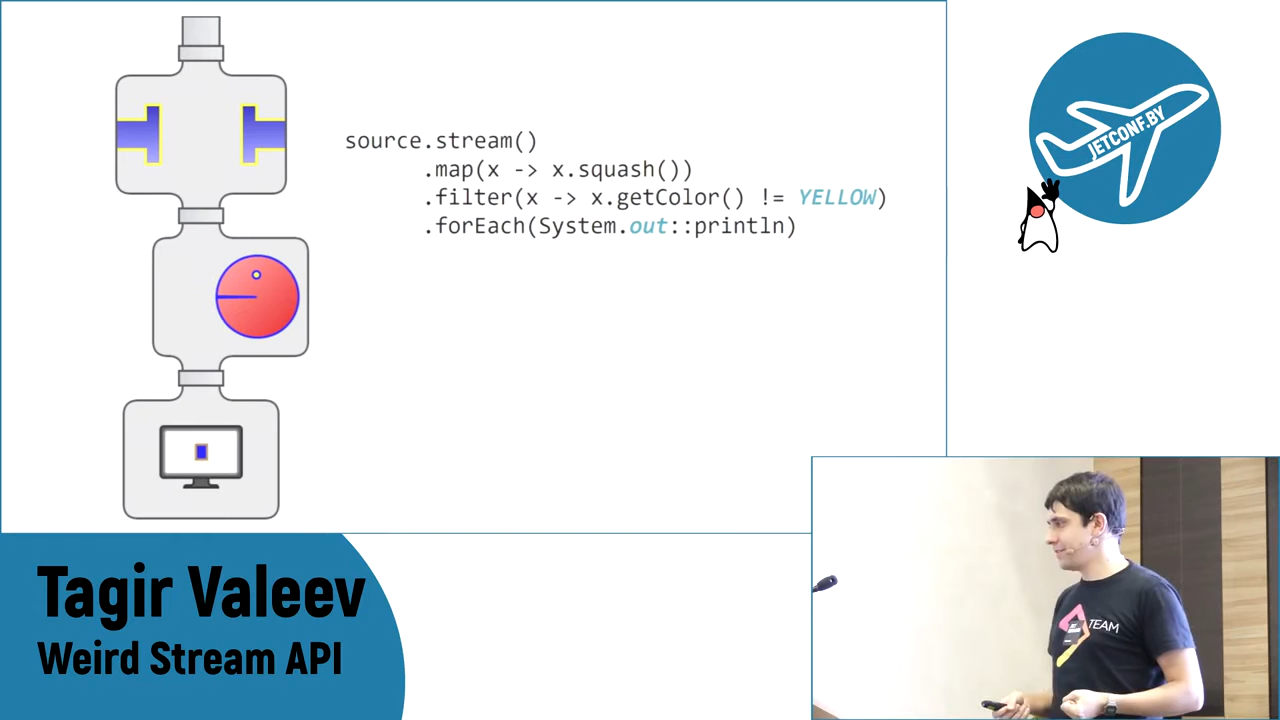 source.stream()
.map(x -> x.squash())
.filter(x -> x.getColor() != YELLOW)
.forEach(System.out::println)
JETCONF.BY
Tagir Valeev
Weird Stream API
TEAM